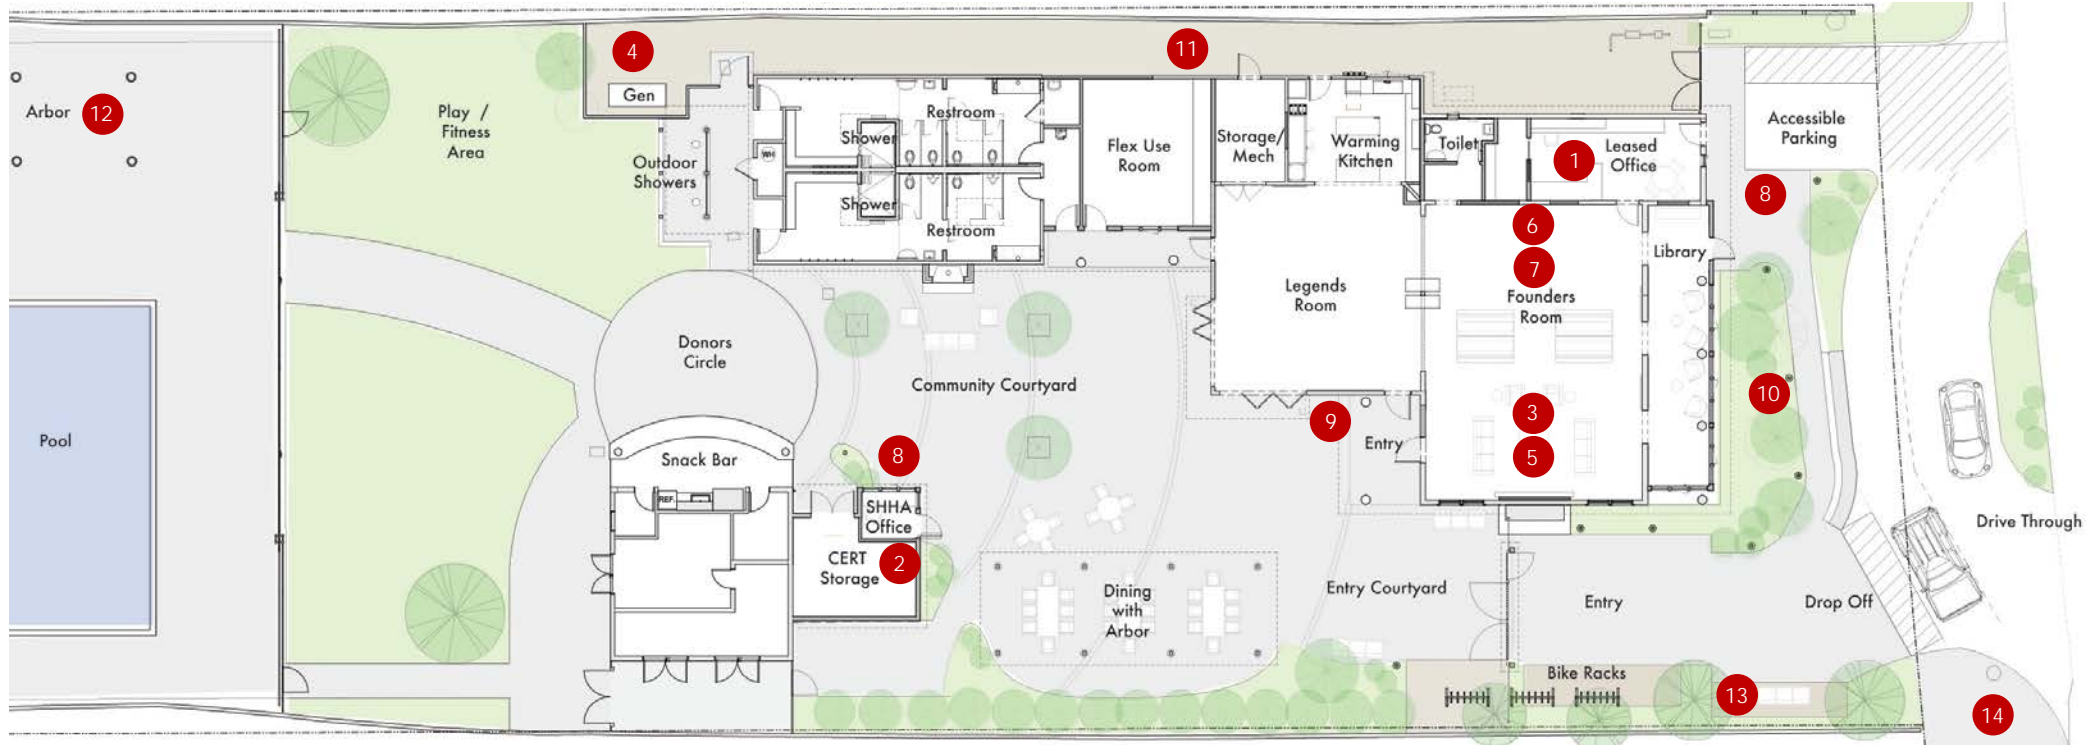 4
11
Gen
Arbor
12
Play /
Fitness
Area
Restroom
Shower
Outdoor
Showers
WH
Shower
Restroom
Flex Use
Room
Storage/
Mech
Warming
Kitchen
Toilet
1
Leased
Office
Accessible
Parking
8
6
7
Library
Legends
Room
Founders
Room
Donors
Circle
Community Courtyard
3
10
9
Entry
5
Pool
Snack Bar
8
REF.
SHHA
Office
CERT
Storage
2
Dining
with
Arbor
Entry Courtyard
Entry
Drop Off
Drive Through
Bike Racks
13
14